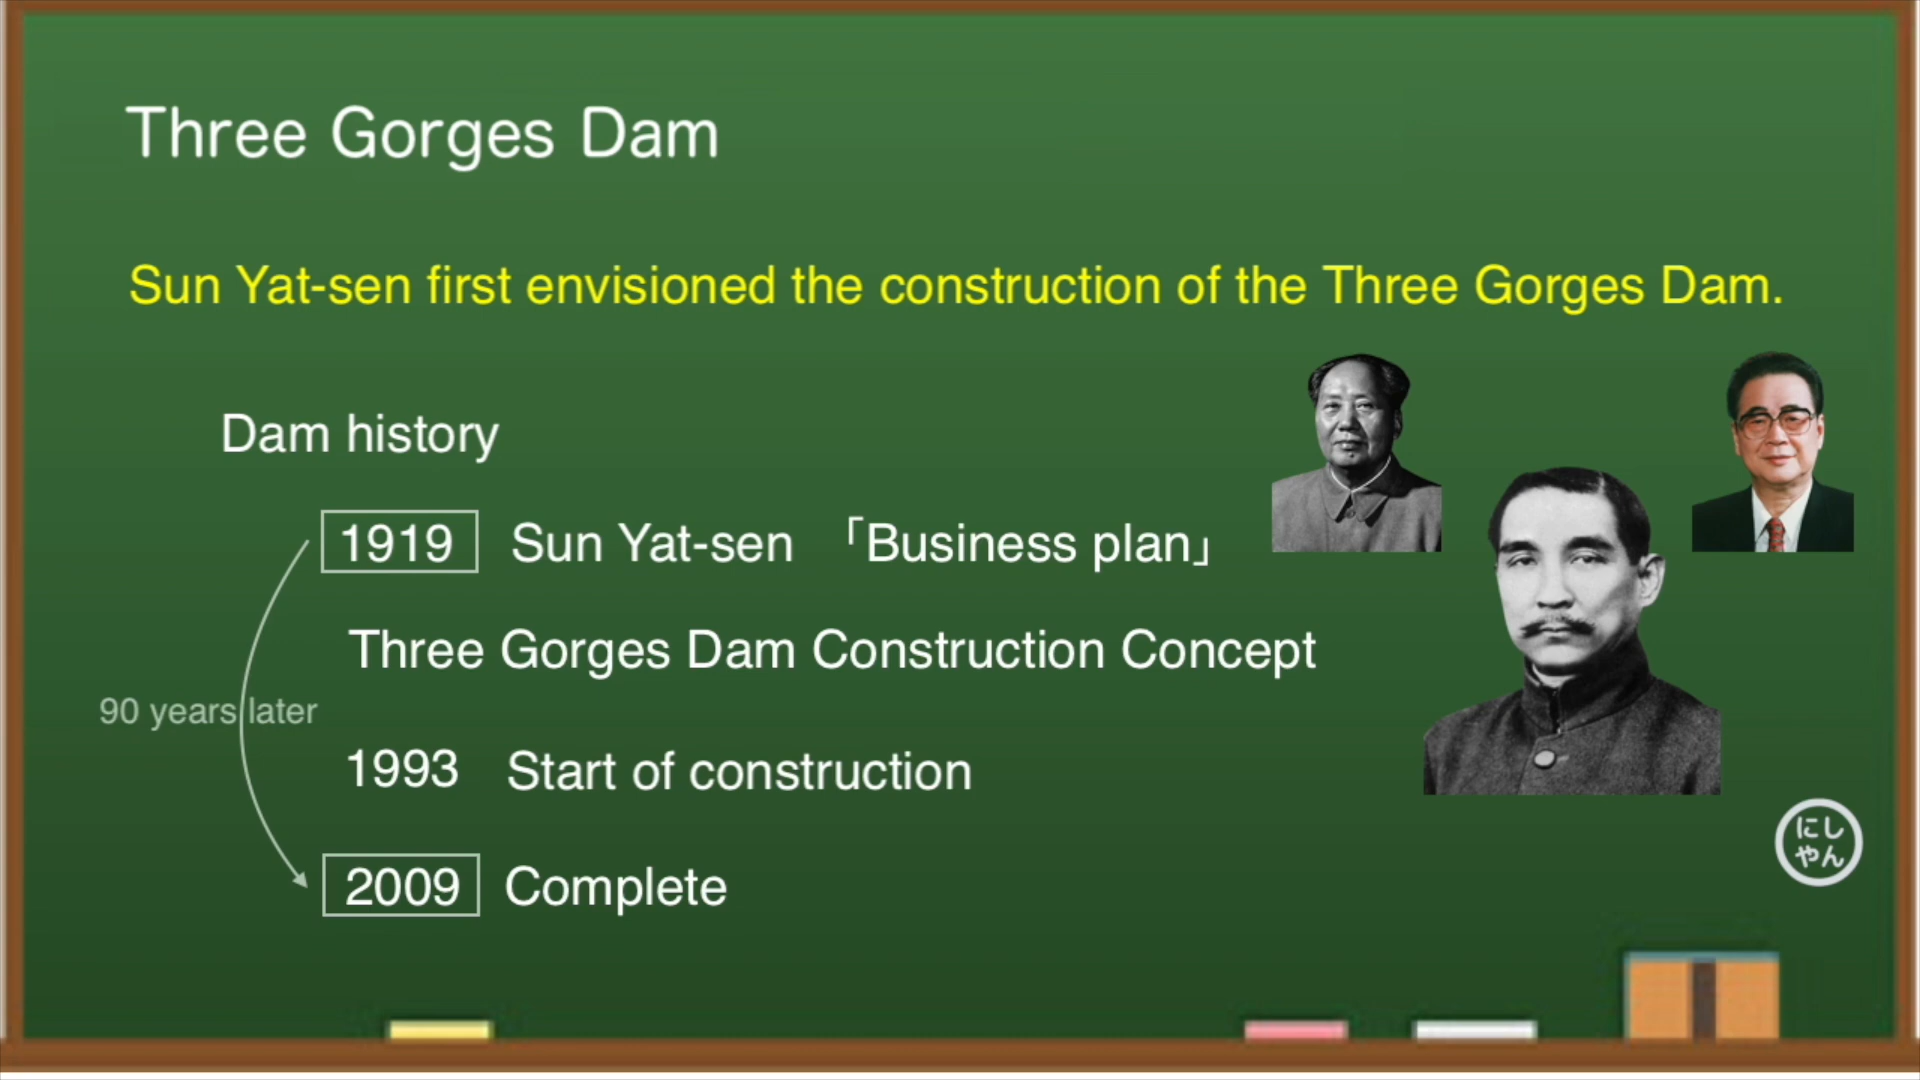 Three Gorges Dam
Sun Yat-sen first envisioned the construction of the Three Gorges Dam.
Dam history
1919 Sun Yat-sen 「Business plan」
Three Gorges Dam Construction Concept
90 years later
1993 Start of construction
2009 Complete
にし
やん